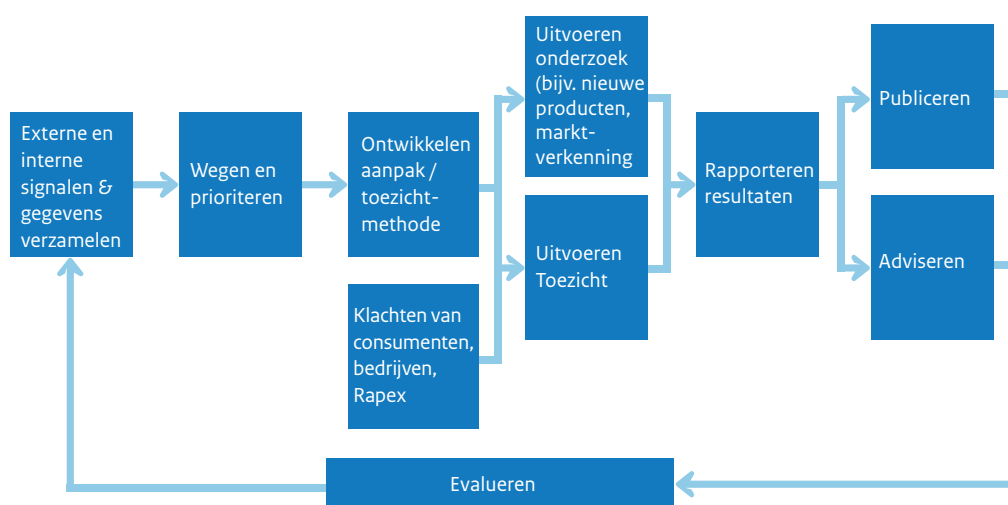 Externe en
interne
signalen &
gegevens
verzamelen
Wegen en
prioriteren
Ontwikkelen
aanpak /
toezicht-
methode
Klachten van
consumenten,
bedrijven,
Rapex
Uitvoeren
onderzoek
(bijv. nieuwe
producten,
markt-
verkenning
Uitvoeren
Toezicht
Rapporteren
resultaten
Publiceren
Adviseren
Evalueren